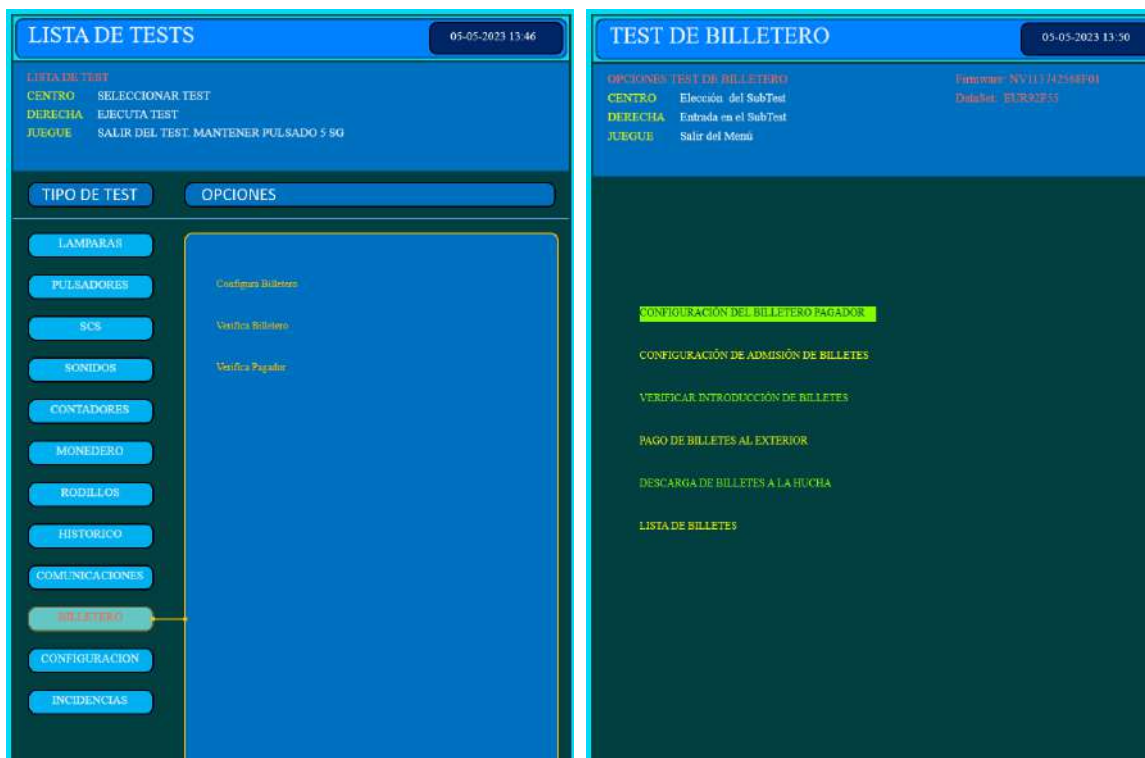 LISTA DE TESTS
05-05-2023 13:46
LISTA DE TEST
CENTRO SELECCIONAR TEST
DERECHA EJECUTA TEST
JUEGUE SALIR DEL TEST. MANTENER PULSADO 5 SG
TIPO DE TEST
OPCIONES
LAMPARAS
PULSADORES
SCS
SONIDOS
CONTADORES
MONEDERO
RODILLOS
HISTORICO
COMUNICACIONES
BILLETERO
CONFIGURACION
INCIDENCIAS
Configura Billetero
Verifica Billetero
Verifica Pagador
TEST DE BILLETERO
05-05-2023 13:50
OPCIONES TEST DE BILLETERO
CENTRO Elección del SubTest
DERECHA Entrada en el SubTest
JUEGUE Salir del Menú
Firmware:
DataSet:
CONFIGURACIÓN DEL BILLETERO PAGADOR
CONFIGURACIÓN DE ADMISIÓN DE BILLETES
VERIFICAR INTRODUCCIÓN DE BILLETES
PAGO DE BILLETES AL EXTERIOR
DESCARGA DE BILLETES A LA HUCHA
LISTA DE BILLETES